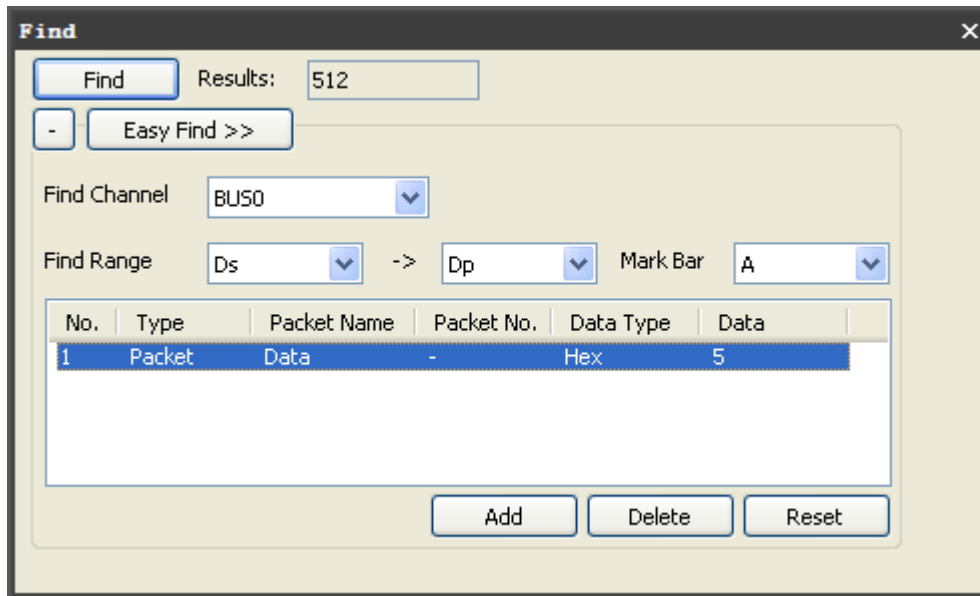 Find ×
Find Results: 512
- Easy Find >>
Find Channel BUS0
Find Range Ds -> Dp Mark Bar A
No. Type Packet Name Packet No. Data Type Data
1 Packet Data - Hex 5
Add Delete Reset